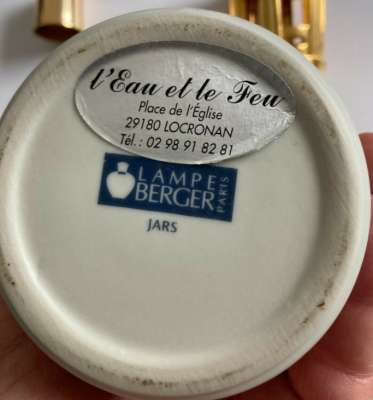 l'Eau et le Feu
Place de l'Église
29180 LOCRONAN
Tél.: 02 98 91 82 81
LAMPE
BERGER
PARIS
JARS